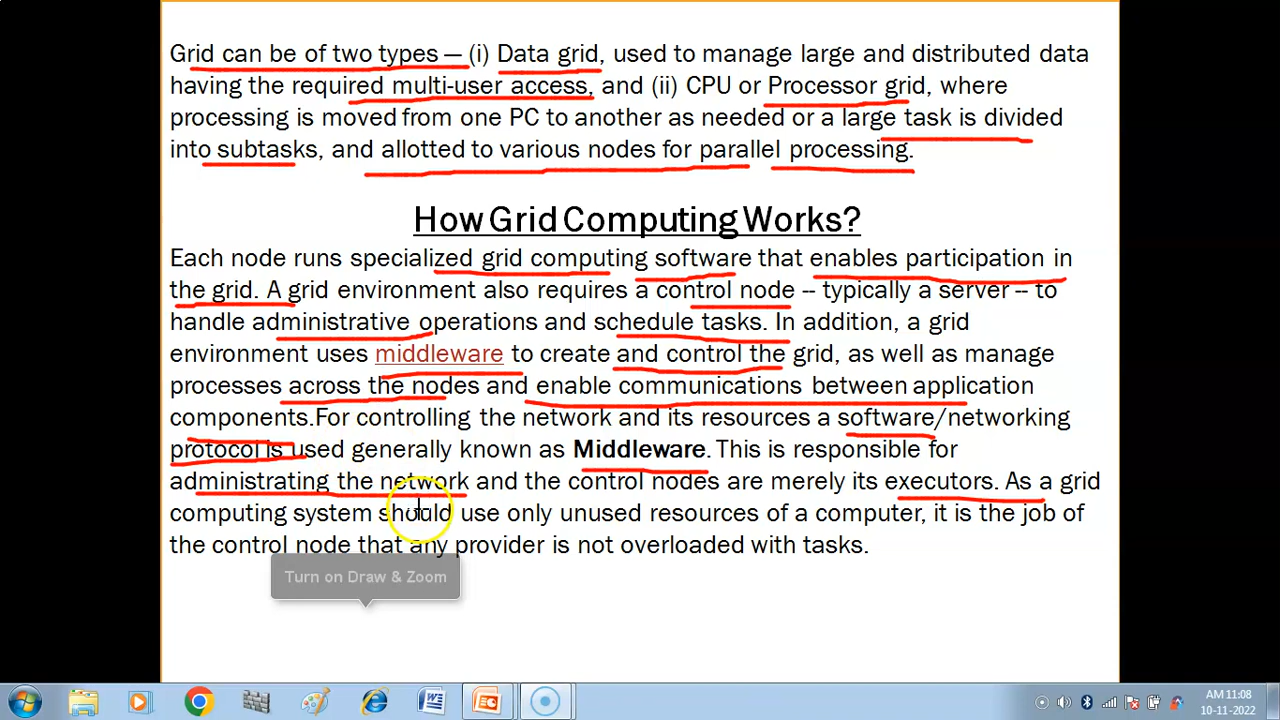 Grid can be of two types — (i) Data grid, used to manage large and distributed data
having the required multi-user access, and (ii) CPU or Processor grid, where
processing is moved from one PC to another as needed or a large task is divided
into subtasks, and allotted to various nodes for parallel processing.
How Grid Computing Works?
Each node runs specialized grid computing software that enables participation in
the grid. A grid environment also requires a control node -- typically a server -- to
handle administrative operations and schedule tasks. In addition, a grid
environment uses middleware to create and control the grid, as well as manage
processes across the nodes and enable communications between application
components.For controlling the network and its resources a software/networking
protocol is used generally known as Middleware. This is responsible for
administrating the network and the control nodes are merely its executors. As a grid
computing system should use only unused resources of a computer, it is the job of
the control node that any provider is not overloaded with tasks.
Turn on Draw & Zoom
AM 11:08
10-11-2022